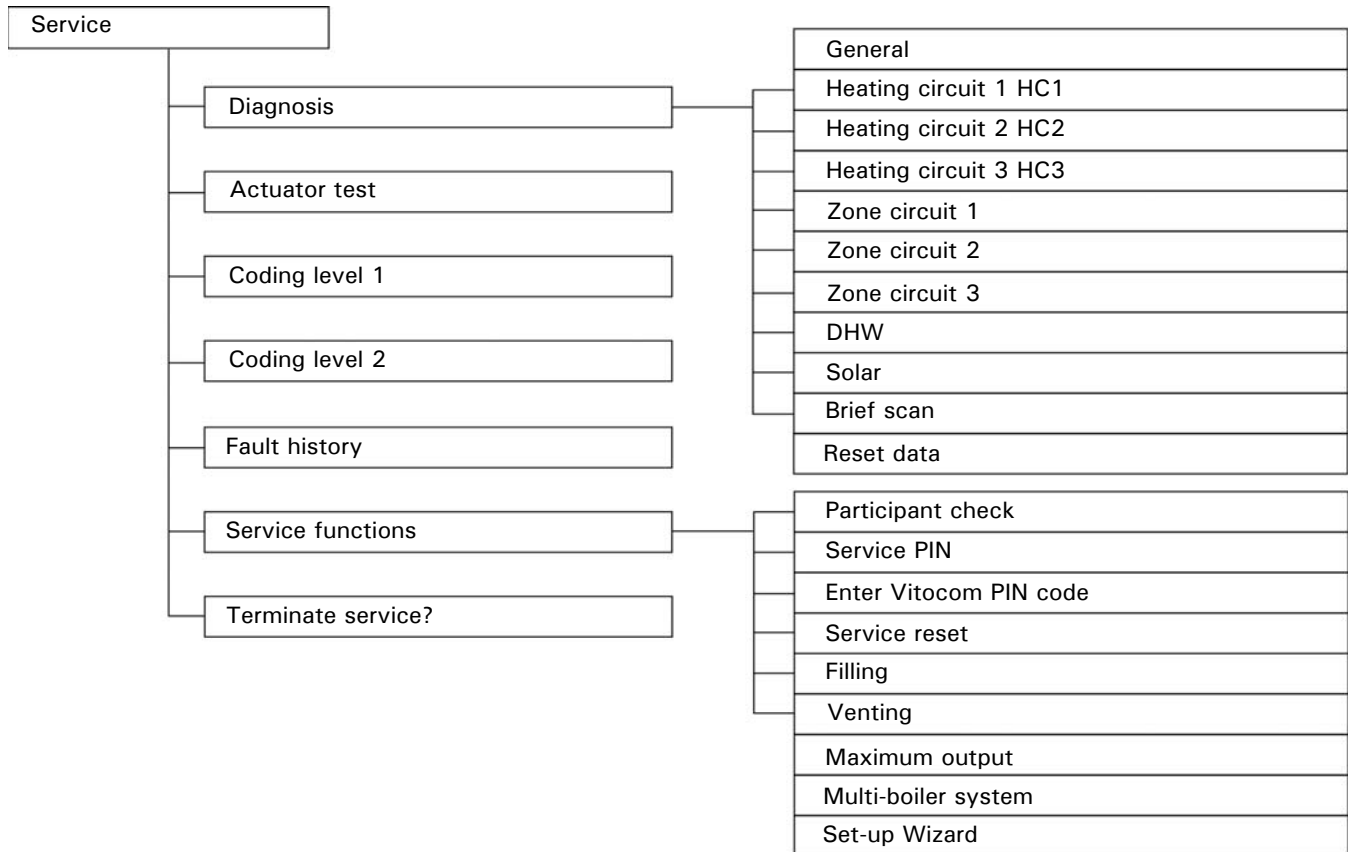 Service
Diagnosis
Actuator test
Coding level 1
Coding level 2
Fault history
Service functions
Terminate service?
General
Heating circuit 1 HC1
Heating circuit 2 HC2
Heating circuit 3 HC3
Zone circuit 1
Zone circuit 2
Zone circuit 3
DHW
Solar
Brief scan
Reset data
Participant check
Service PIN
Enter Vitocom PIN code
Service reset
Filling
Venting
Maximum output
Multi-boiler system
Set-up Wizard